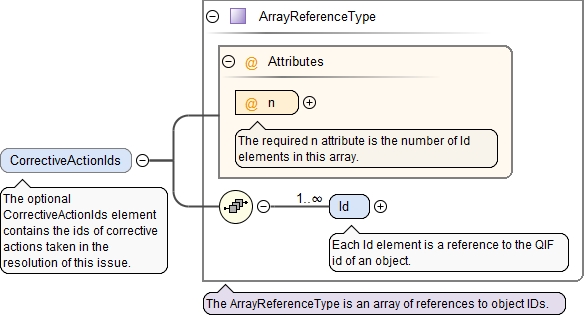 ArrayReferenceType
@ Attributes
@ n
The required n attribute is the number of Id
elements in this array.
CorrectiveActionIds
The optional
CorrectiveActionIds element
contains the ids of corrective
actions taken in the
resolution of this issue.
1..∞
Id
Each Id element is a reference to the QIF
id of an object.
The ArrayReferenceType is an array of references to object IDs.